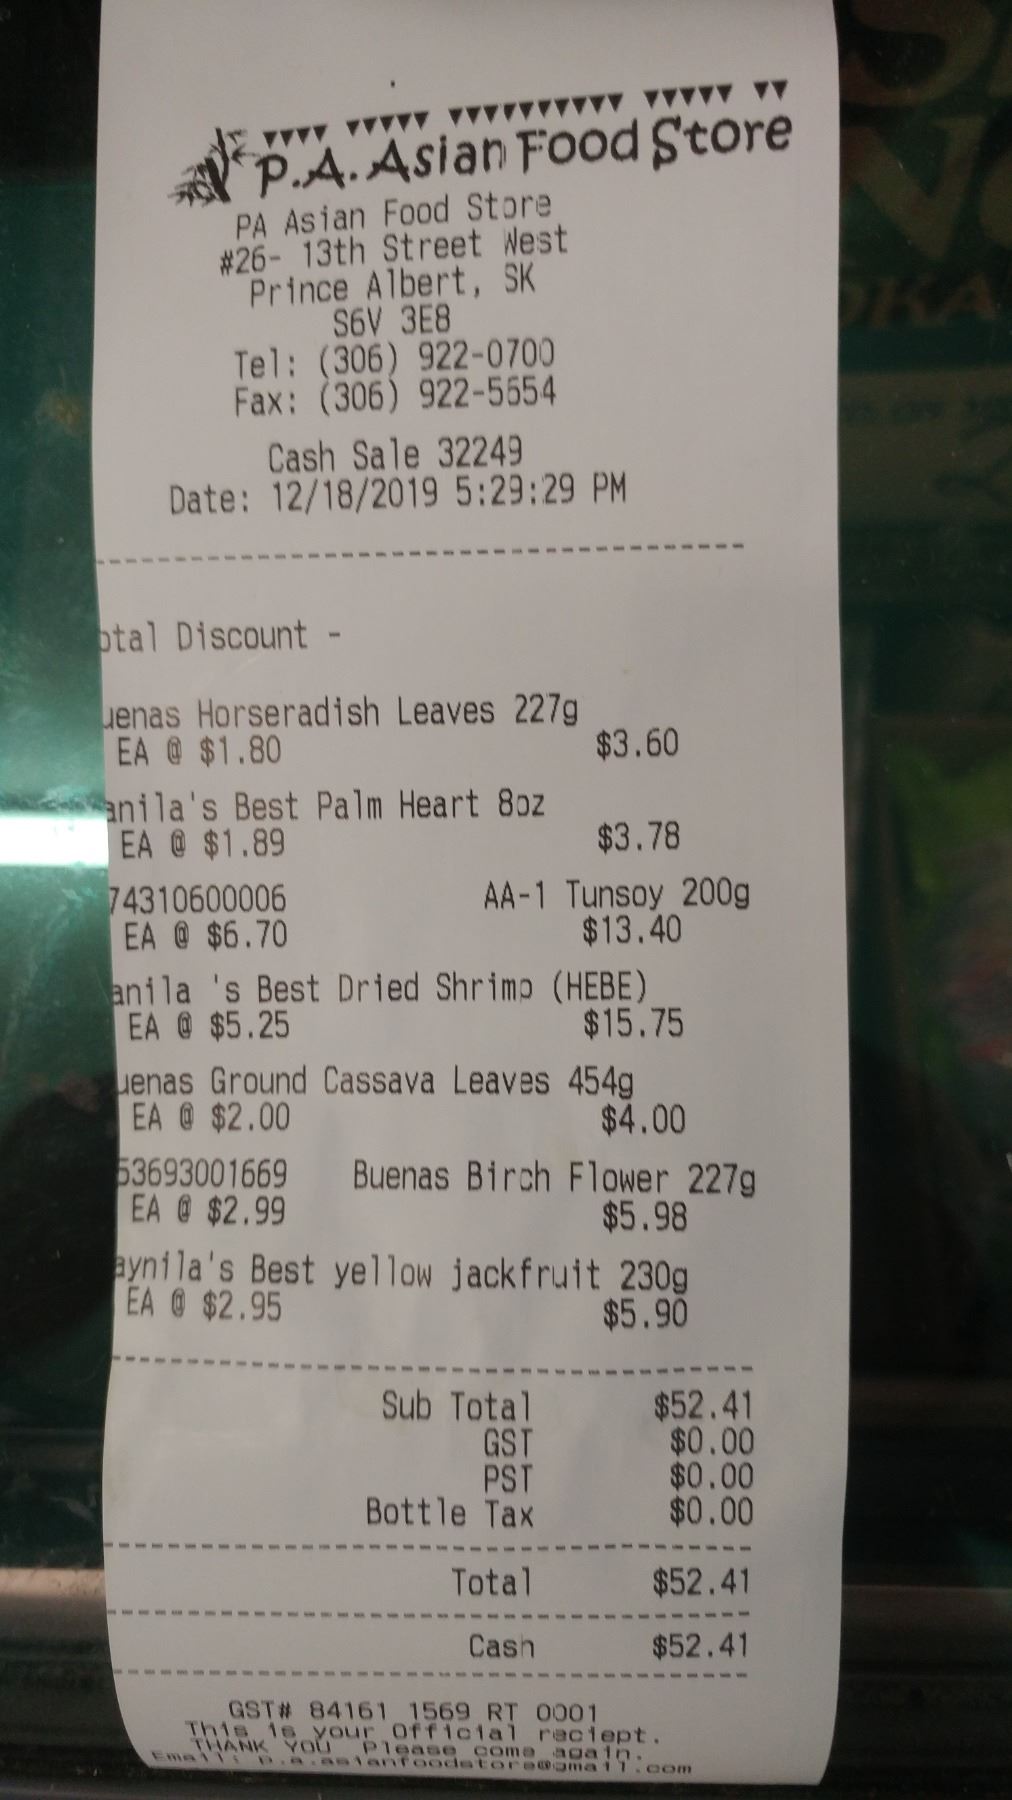 P.A. Asian Food Store
PA Asian Food Store
#26- 13th Street West
Prince Albert, SK
S6V 3E8
Tel: (306) 922-0700
Fax: (306) 922-5654
Cash Sale 32249
Date: 12/18/2019 5:29:29 PM
otal Discount -
uenas Horseradish Leaves 227g
EA @ $1.80 $3.60
anila's Best Palm Heart 8oz
EA @ $1.89 $3.78
74310600006 AA-1 Tunsoy 200g
EA @ $6.70 $13.40
anila 's Best Dried Shrimp (HEBE)
EA @ $5.25 $15.75
uenas Ground Cassava Leaves 454g
EA @ $2.00 $4.00
53693001669 Buenas Birch Flower 227g
EA @ $2.99 $5.98
aynila's Best yellow jackfruit 230g
EA @ $2.95 $5.90
Sub Total $52.41
GST $0.00
PST $0.00
Bottle Tax $0.00
Total $52.41
Cash $52.41
GST# 84161 1569 RT 0001
This is your Official reciept.
THANK YOU Please come again.
Email: p.a.asianfoodstore@gmail.com